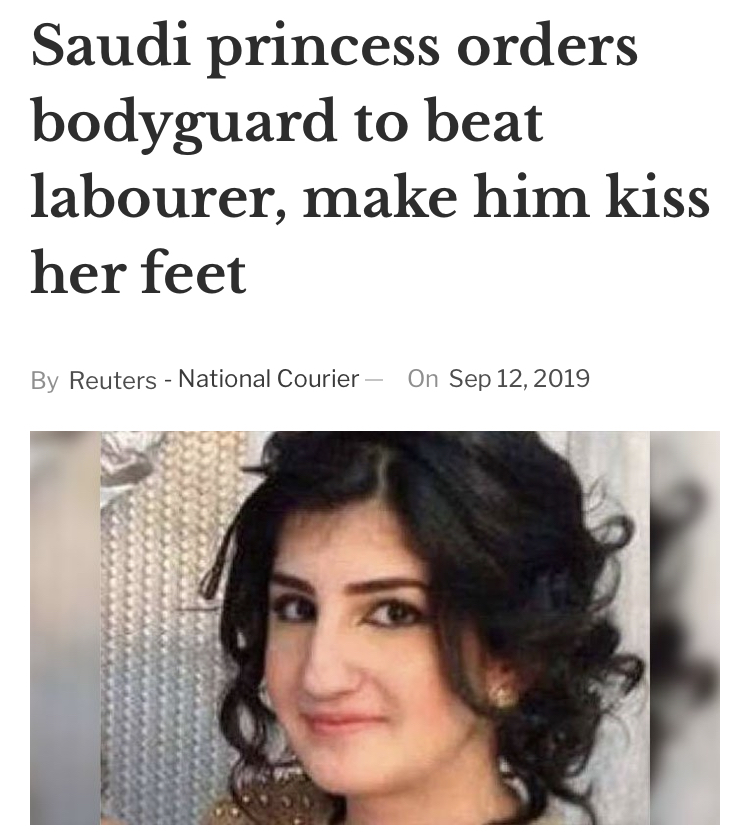 Saudi princess orders
bodyguard to beat
labourer, make him kiss
her feet
By Reuters - National Courier — On Sep 12, 2019